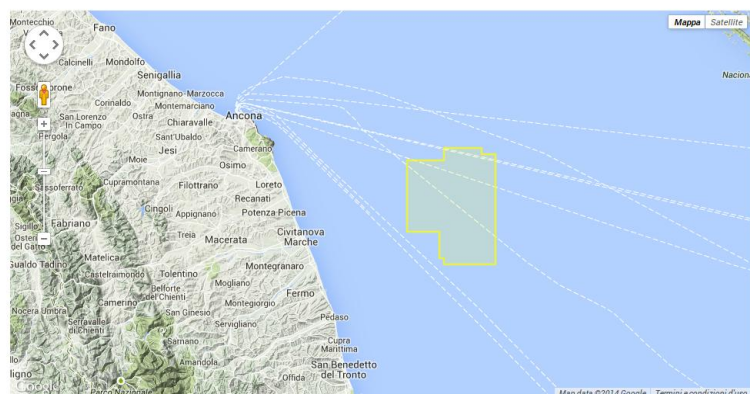 Montecchio
Fano
Mappa
Satellite
Calcinelli
Mondolfo
Senigallia
Nacion
Corinaldo
Montignano-Marzocca
Montemarciano
San Lorenzo
In Campo
Ostra
Chiaravalle
Ancona
Pergola
Sant'Ubaldo
Jesi
Camerano
Moie
Osimo
Sassoferrato
Cupramontana
Filottrano
Loreto
Recanati
Cingoli
Appignano
Potenza Picena
Fabriano
Treia
Macerata
Civitanova
Marche
Matelica
Gualdo Tadino
Castelraimondo
Tolentino
Montegranaro
Mogliano
Belforte
del Chienti
Camerino
Montegiorgio
Fermo
Nocera Umbra
San Ginesio
Serravalle
di Chienti
Servigliano
Pedaso
Sarnano
Cupra
Marittima
Amandola
San Benedetto
del Tronto
Offida
Google
Parco Nazionale
Map data ©2014 Google
Termini e condizioni d'uso